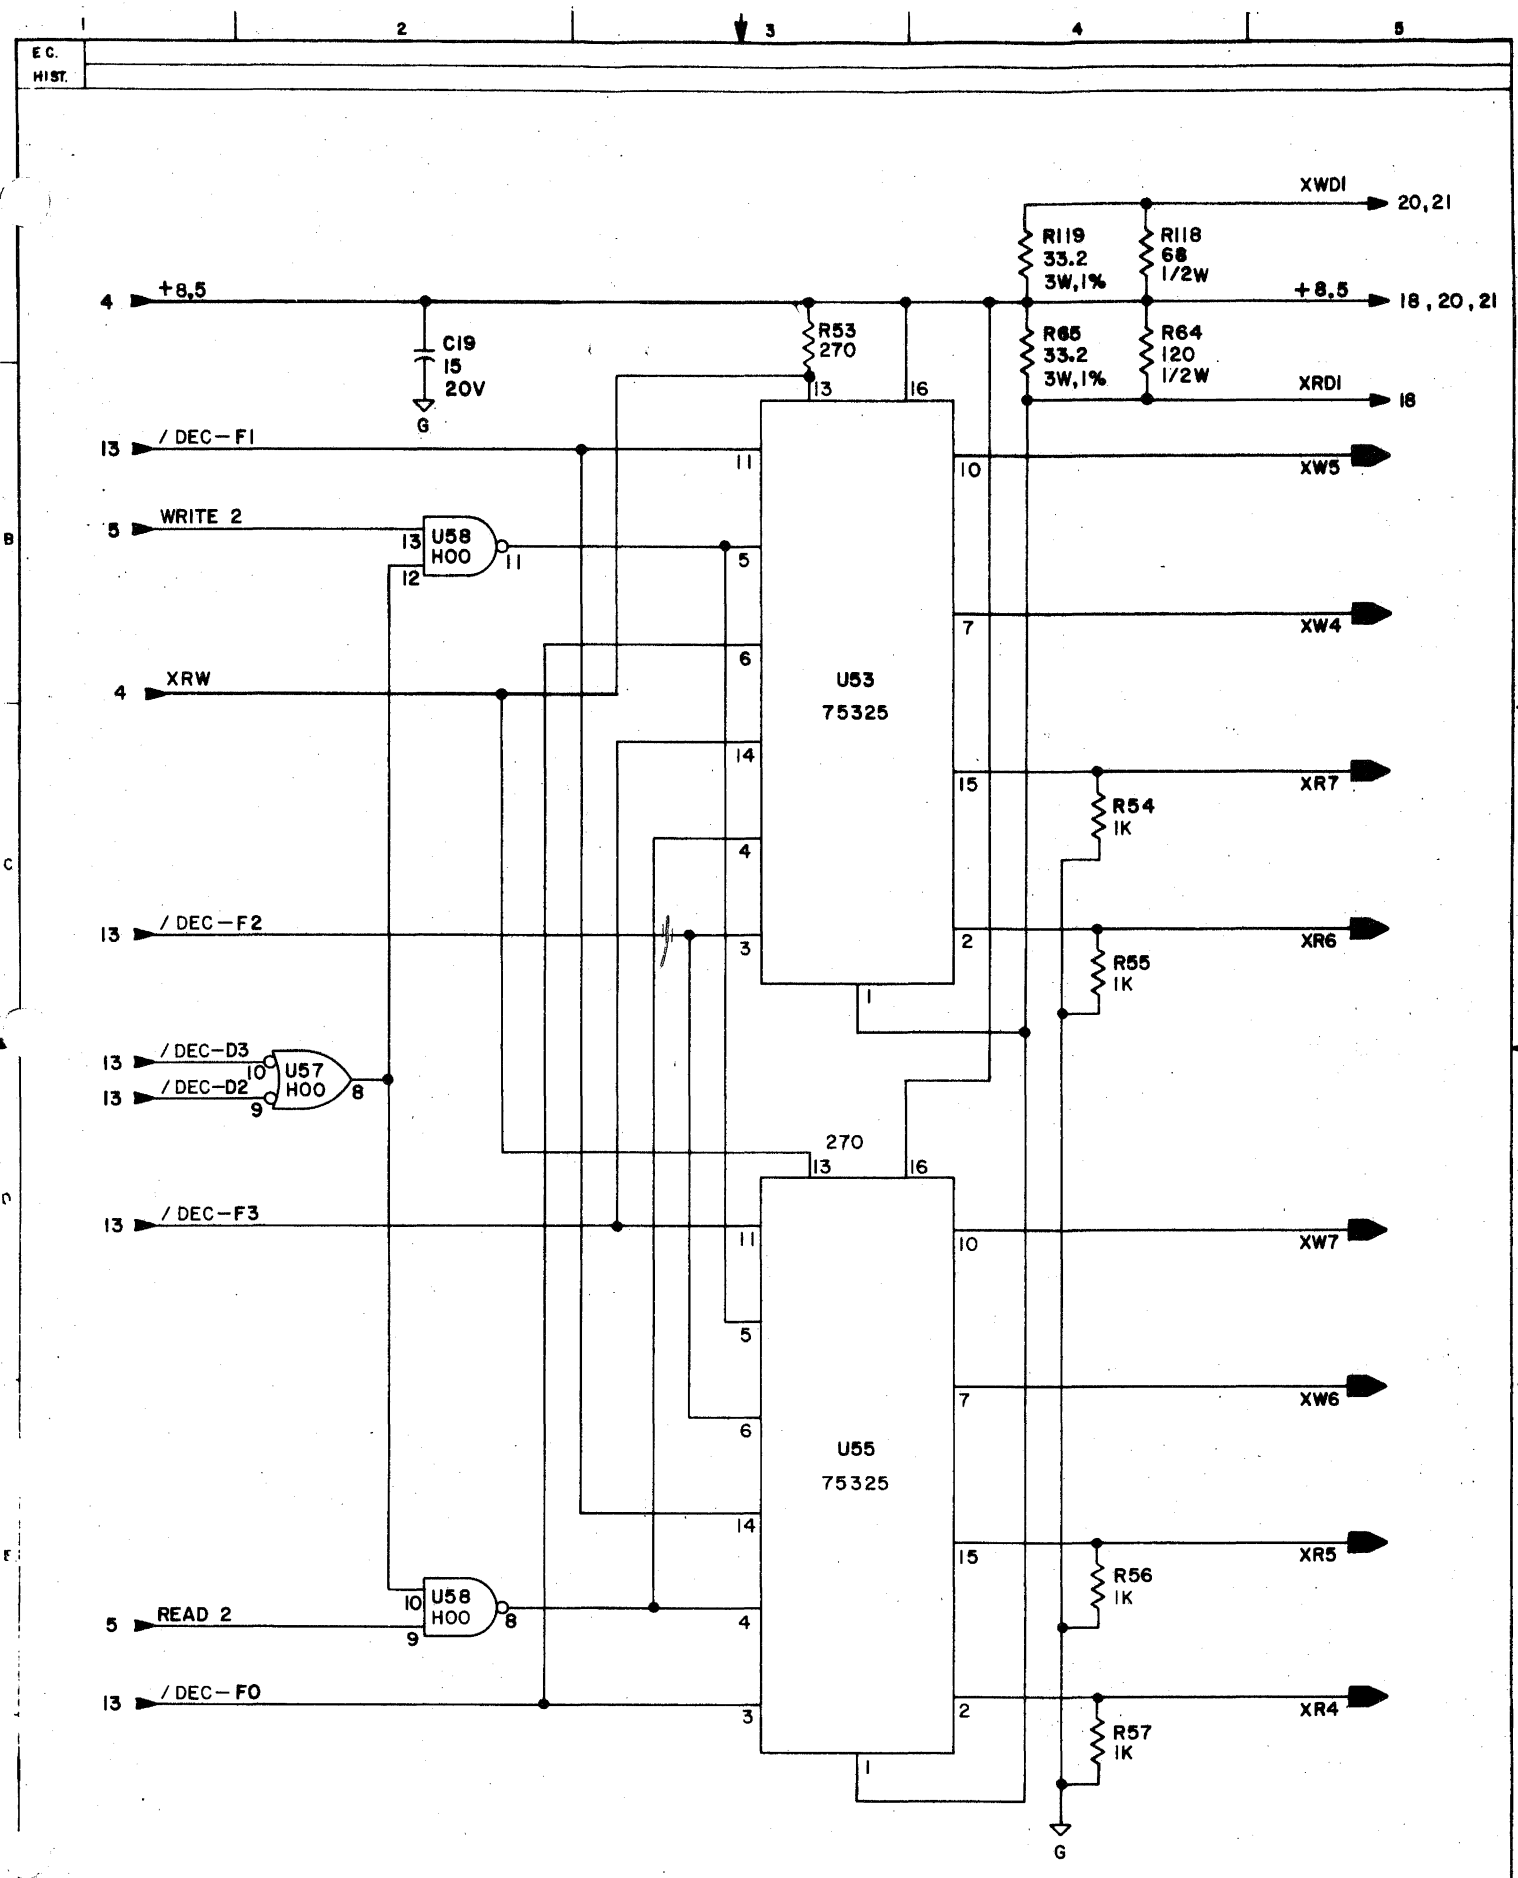 1 2 3 4 5
E C.
HIST.
XWD1
20,21
R119
33.2
3W,1%
R118
68
1/2W
4 +8,5
+8,5
18,20,21
C19
15
20V
G
R53
270
R65
33.2
3W,1%
R64
120
1/2W
XRD1
18
13 16
13 /DEC-F1
11
10
XW5
B
5 WRITE 2
13
12
U58
H00
11
5
7
XW4
6
4 XRW
U53
75325
14
15
XR7
R54
1K
C
4
13 /DEC-F2
3
2
XR6
R55
1K
1
13 /DEC-D3
10
13 /DEC-D2
9
U57
H00
8
270
13 16
D
13 /DEC-F3
11
10
XW7
5
7
XW6
6
U55
75325
14
15
XR5
R56
1K
E
10
U58
H00
8
5 READ 2
9
4
13 /DEC-F0
3
2
XR4
R57
1K
1
G